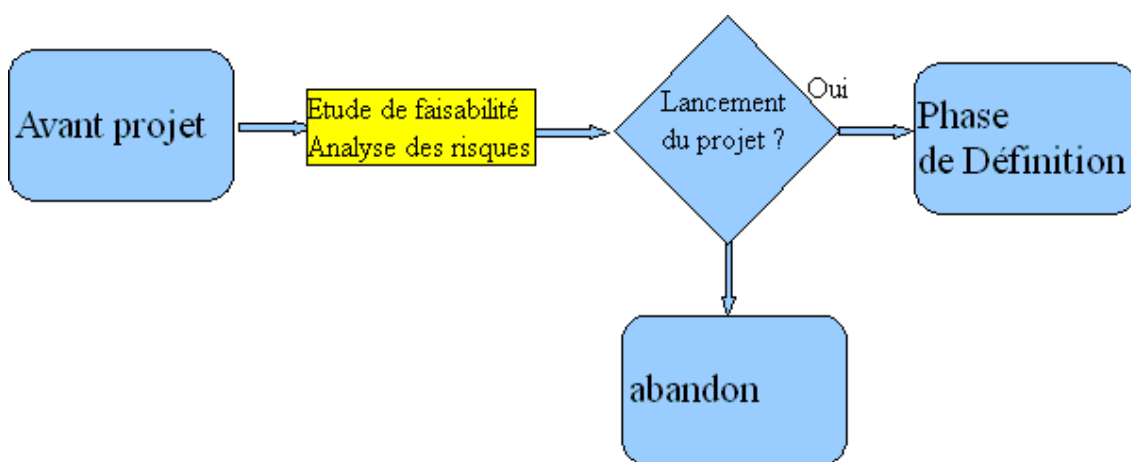 Avant projet
Etude de faisabilité
Analyse des risques
Lancement
du projet ?
Oui
Phase
de Définition
abandon